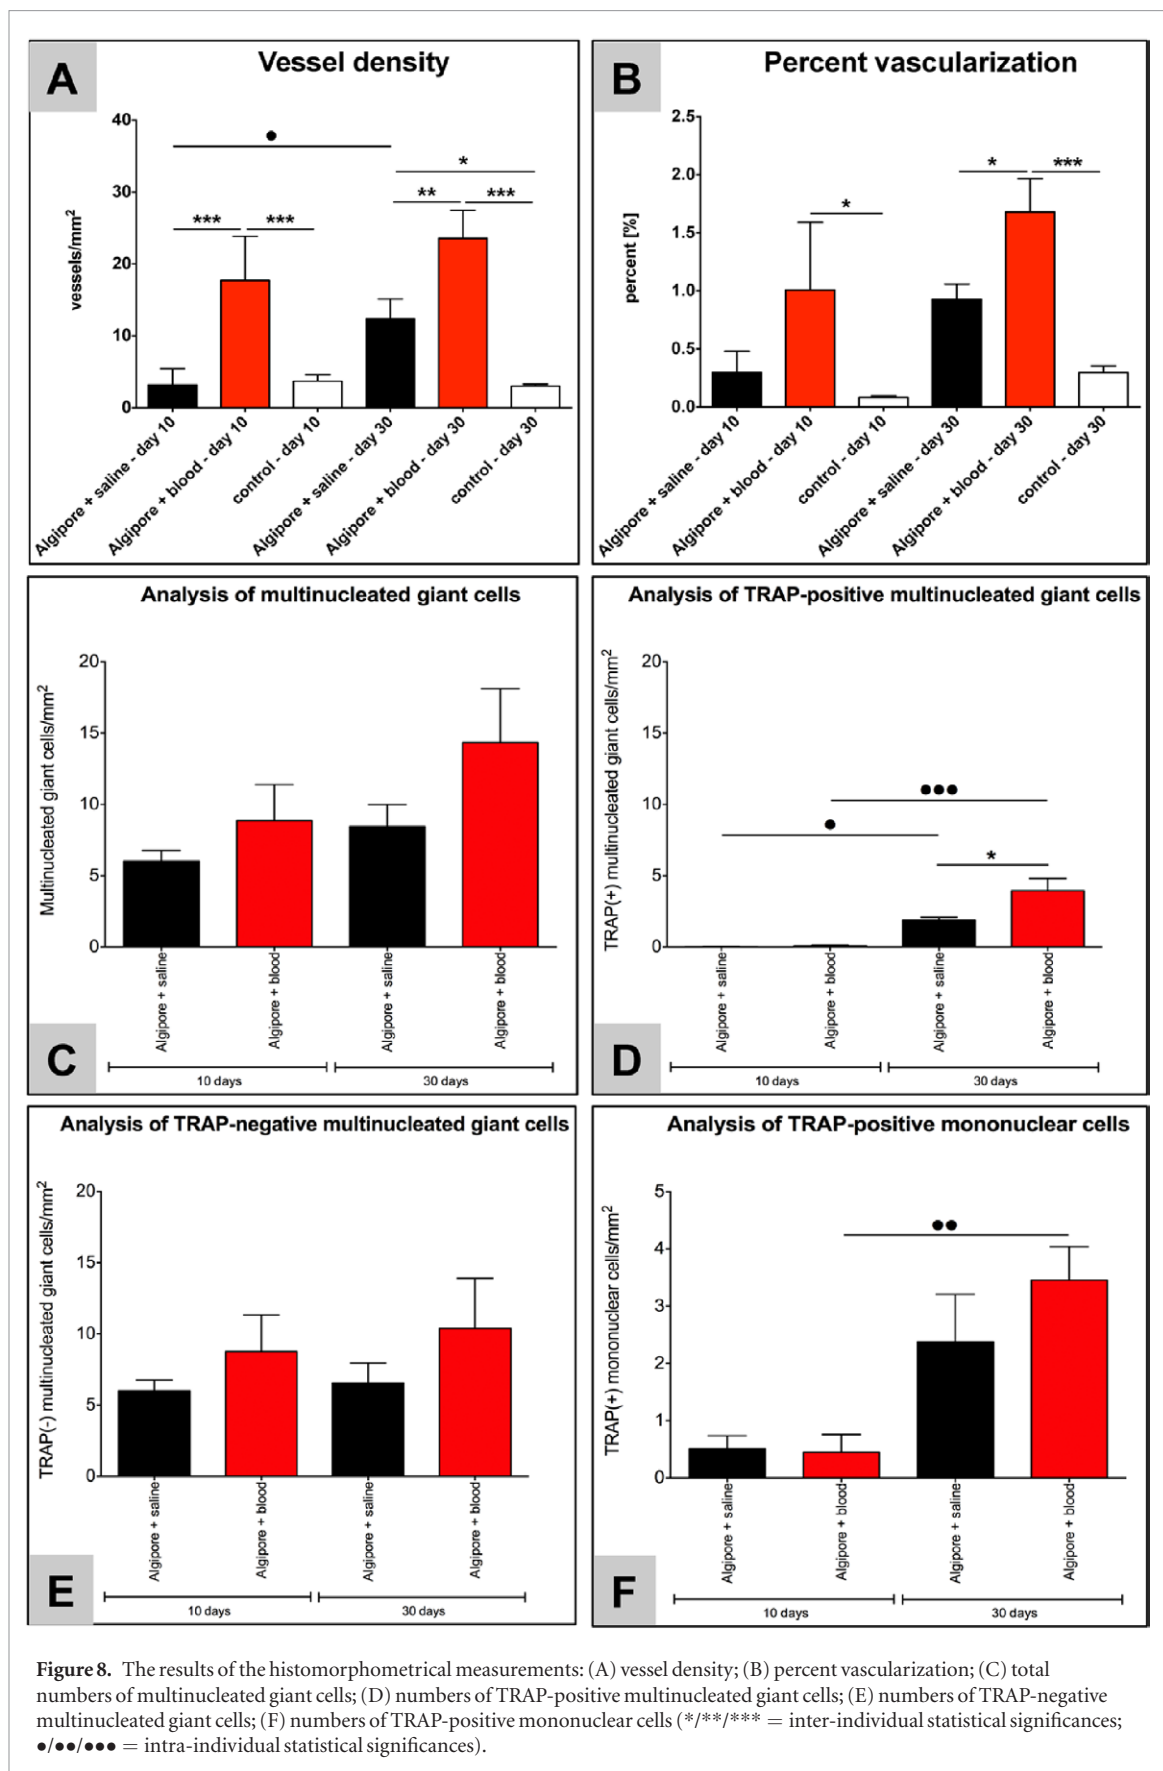 A
Vessel density
vessels/mm²
40
30
20
10
0
•
*** *** ** *** *
Algipore + saline - day 10
Algipore + blood - day 10
control - day 10
Algipore + saline - day 30
Algipore + blood - day 30
control - day 30
B
Percent vascularization
percent [%]
2.5
2.0
1.5
1.0
0.5
0.0
* * ***
Algipore + saline - day 10
Algipore + blood - day 10
control - day 10
Algipore + saline - day 30
Algipore + blood - day 30
control - day 30
Analysis of multinucleated giant cells
Multinucleated giant cells/mm²
20
15
10
5
0
Algipore + saline
Algipore + blood
Algipore + saline
Algipore + blood
10 days
30 days
C
Analysis of TRAP-positive multinucleated giant cells
TRAP(+) multinucleated giant cells/mm²
20
15
10
5
0
•••
•
*
Algipore + saline
Algipore + blood
Algipore + saline
Algipore + blood
10 days
30 days
D
Analysis of TRAP-negative multinucleated giant cells
TRAP(-) multinucleated giant cells/mm²
20
15
10
5
0
Algipore + saline
Algipore + blood
Algipore + saline
Algipore + blood
10 days
30 days
E
Analysis of TRAP-positive mononuclear cells
TRAP(+) mononuclear cells/mm²
5
4
3
2
1
0
••
Algipore + saline
Algipore + blood
Algipore + saline
Algipore + blood
10 days
30 days
F
Figure 8. The results of the histomorphometrical measurements: (A) vessel density; (B) percent vascularization; (C) total
numbers of multinucleated giant cells; (D) numbers of TRAP-positive multinucleated giant cells; (E) numbers of TRAP-negative
multinucleated giant cells; (F) numbers of TRAP-positive mononuclear cells (*/**/*** = inter-individual statistical significances;
•/••/••• = intra-individual statistical significances).